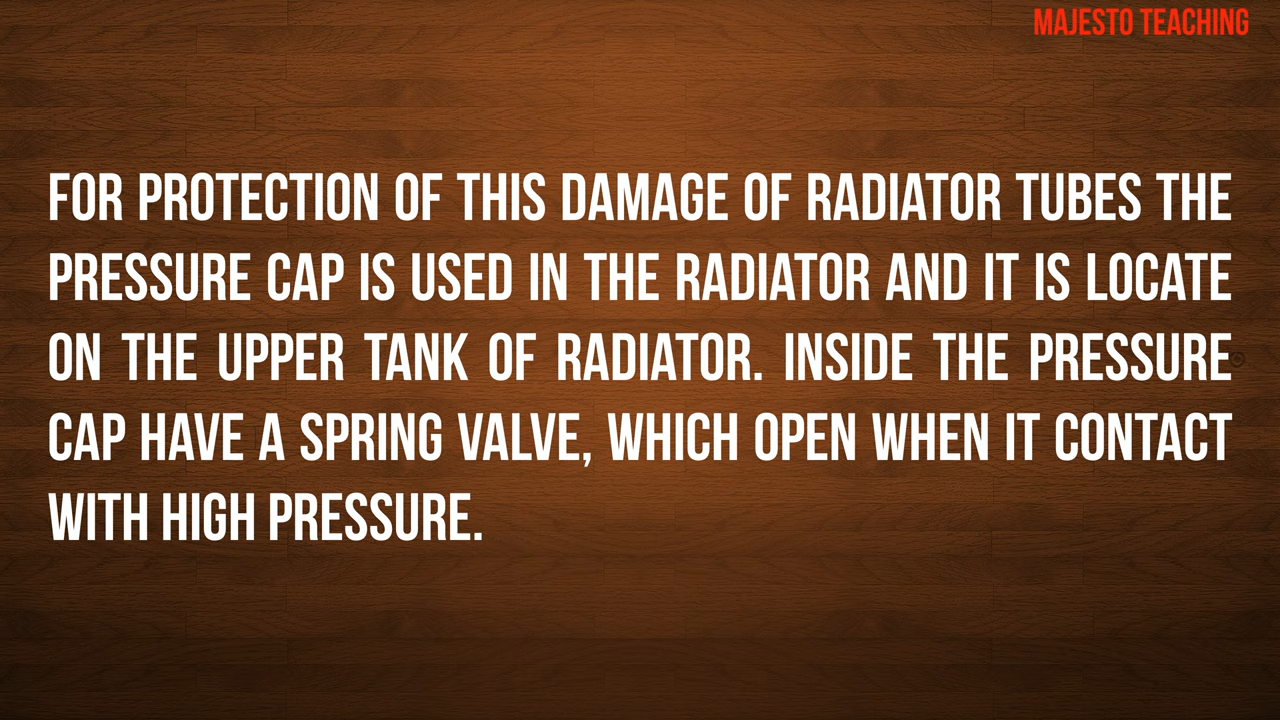 MAJESTO TEACHING
FOR PROTECTION OF THIS DAMAGE OF RADIATOR TUBES THE
PRESSURE CAP IS USED IN THE RADIATOR AND IT IS LOCATE
ON THE UPPER TANK OF RADIATOR. INSIDE THE PRESSURE
CAP HAVE A SPRING VALVE, WHICH OPEN WHEN IT CONTACT
WITH HIGH PRESSURE.